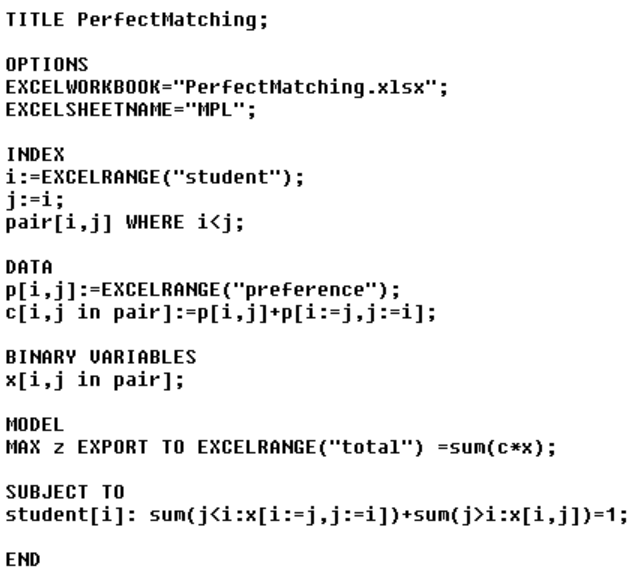 TITLE PerfectMatching;
OPTIONS
EXCELWORKBOOK="PerfectMatching.xlsx";
EXCELSHEETNAME="MPL";
INDEX
i:=EXCELRANGE("student");
j:=i;
pair[i,j] WHERE i<j;
DATA
p[i,j]:=EXCELRANGE("preference");
c[i,j in pair]:=p[i,j]+p[i:=j,j:=i];
BINARY VARIABLES
x[i,j in pair];
MODEL
MAX z EXPORT TO EXCELRANGE("total") =sum(c*x);
SUBJECT TO
student[i]: sum(j<i:x[i:=j,j:=i])+sum(j>i:x[i,j])=1;
END